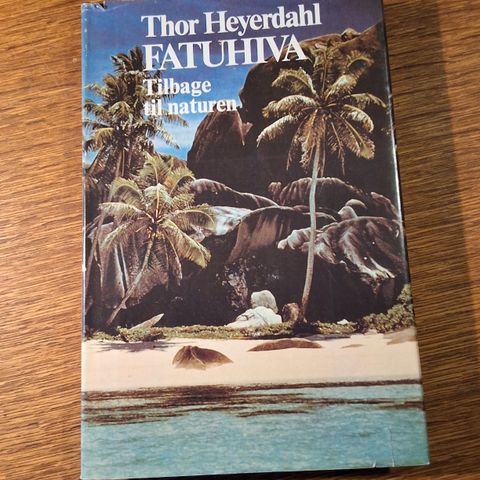 Thor Heyerdahl
FATUHIVA
Tilbage
til naturen